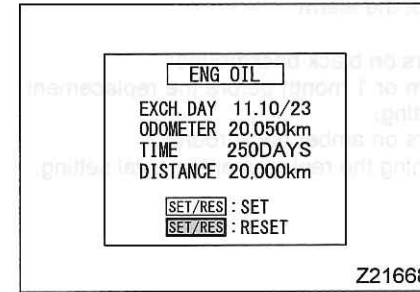 ENG OIL
EXCH. DAY 11.10/23
ODOMETER 20,050km
TIME 250DAYS
DISTANCE 20,000km
SET/RES : SET
SET/RES : RESET
Z21668